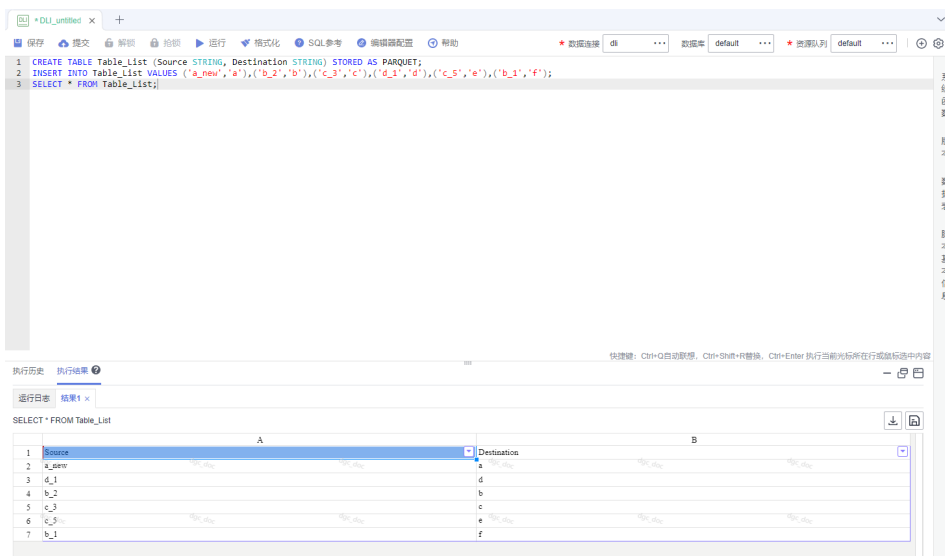 DLI *DLI_untitled × +
保存 提交 解锁 抢锁 运行 格式化 SQL参考 编辑器配置 帮助 * 数据连接 dli ··· 数据库 default ··· * 资源队列 default ···
1 CREATE TABLE Table_List (Source STRING, Destination STRING) STORED AS PARQUET;
2 INSERT INTO Table_List VALUES ('a_new','a'),('b_2','b'),('c_3','c'),('d_1','d'),('c_5','e'),('b_1','f');
3 SELECT * FROM Table_List;
快捷键：Ctrl+Q自动联想，Ctrl+Shift+R替换，Ctrl+Enter 执行当前光标所在行或鼠标选中内容
执行历史 执行结果 ?
运行日志 结果1 ×
SELECT * FROM Table_List
A B
1 Source Destination
2 a_new a
3 d_1 d
4 b_2 b
5 c_3 c
6 c_5 e
7 b_1 f
dgc_doc dgc_doc dgc_doc dgc_doc